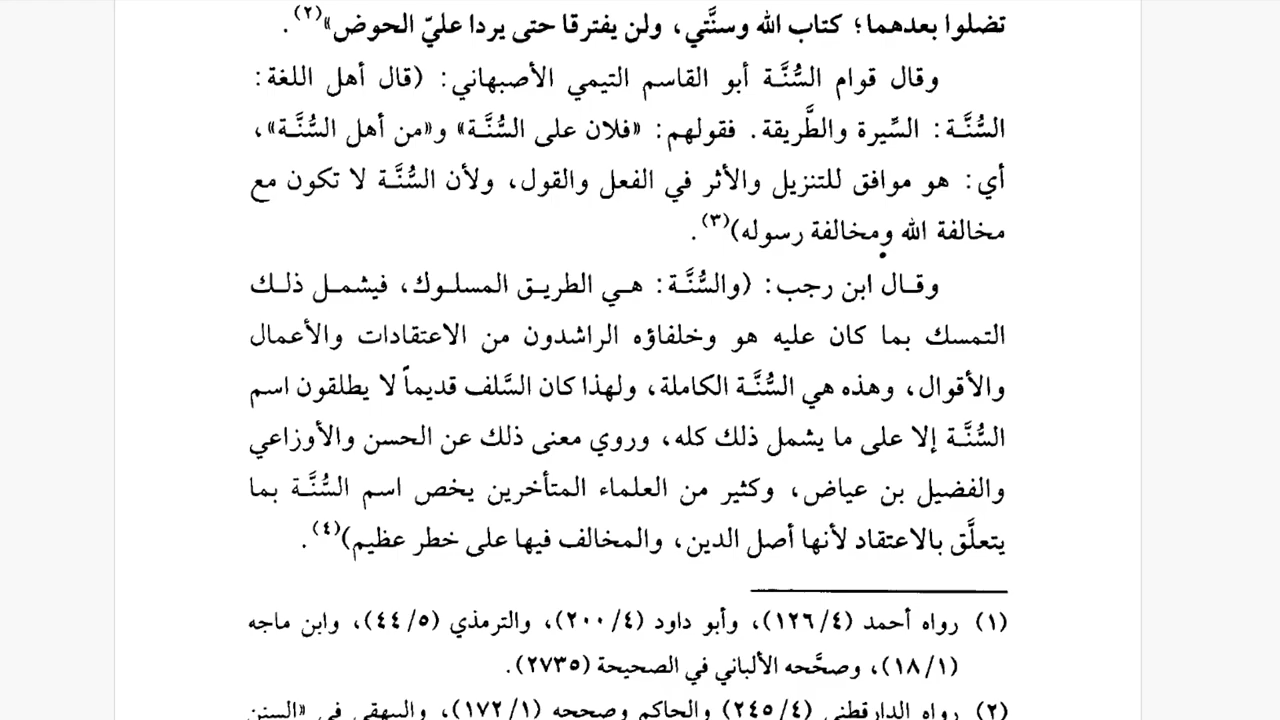 تضلوا بعدهما؛ كتاب الله وسنَّتي، ولن يفترقا حتى يردا عليّ الحوض»(٢).
وقال قوام السُّنَّة أبو القاسم التيمي الأصبهاني: (قال أهل اللغة:
السُّنَّة: السِّيرة والطَّريقة. فقولهم: «فلان على السُّنَّة» و«من أهل السُّنَّة»،
أي: هو موافق للتنزيل والأثر في الفعل والقول، ولأن السُّنَّة لا تكون مع
مخالفة الله ومخالفة رسوله)(٣).
وقال ابن رجب: (والسُّنَّة: هي الطريق المسلوك، فيشمل ذلك
التمسك بما كان عليه هو وخلفاؤه الراشدون من الاعتقادات والأعمال
والأقوال، وهذه هي السُّنَّة الكاملة، ولهذا كان السَّلف قديماً لا يطلقون اسم
السُّنَّة إلا على ما يشمل ذلك كله، وروي معنى ذلك عن الحسن والأوزاعي
والفضيل بن عياض، وكثير من العلماء المتأخرين يخص اسم السُّنَّة بما
يتعلَّق بالاعتقاد لأنها أصل الدين، والمخالف فيها على خطر عظيم)(٤).
(١) رواه أحمد (١٢٦/٤)، وأبو داود (٢٠٠/٤)، والترمذي (٤٤/٥)، وابن ماجه
(١٨/١)، وصحَّحه الألباني في الصحيحة (٢٧٣٥).
(٢) رواه الدارقطني (٢٤٥/٤) والحاكم وصححه (١٧٢/١)، والبيهقي في «السنن